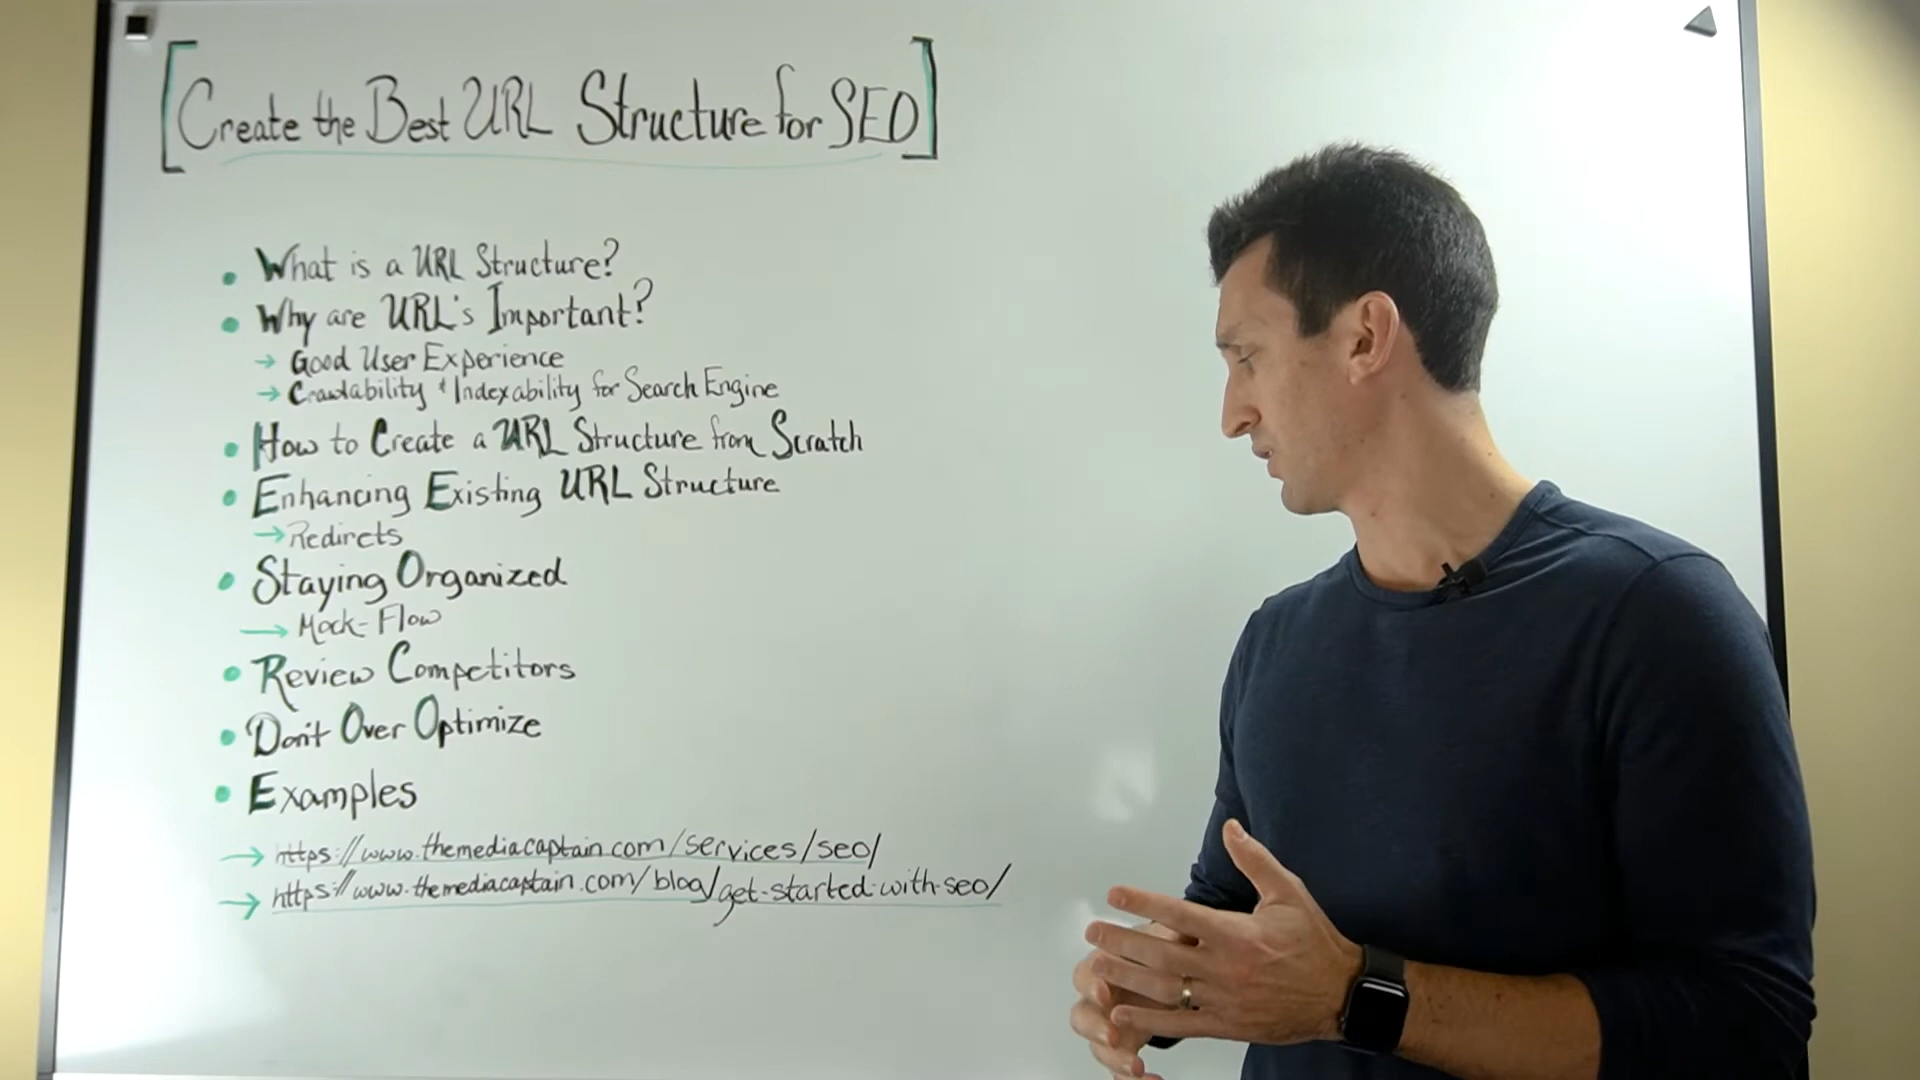 [Create the Best URL Structure for SEO]
• What is a URL Structure?
• Why are URL's Important?
→ Good User Experience
→ Crawlability & Indexability for Search Engine
• How to Create a URL Structure from Scratch
• Enhancing Existing URL Structure
→ Redirets
• Staying Organized
→ Mock-Flow
• Review Competitors
• Don't Over Optimize
• Examples
→ https://www.themediacaptain.com/services/seo/
→ https://www.themediacaptain.com/blog/get-started-with-seo/